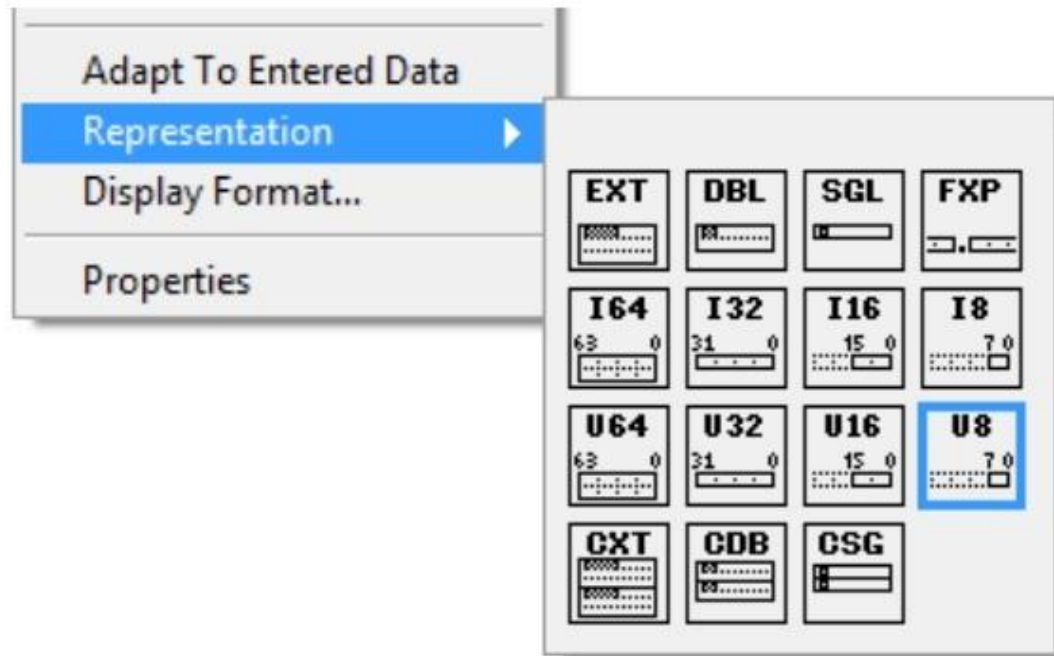 Adapt To Entered Data
Representation
Display Format...
Properties
EXT DBL SGL FXP
I64 I32 I16 I8
63 0 31 0 15 0 7 0
U64 U32 U16 U8
63 0 31 0 15 0 7 0
CXT CDB CSG